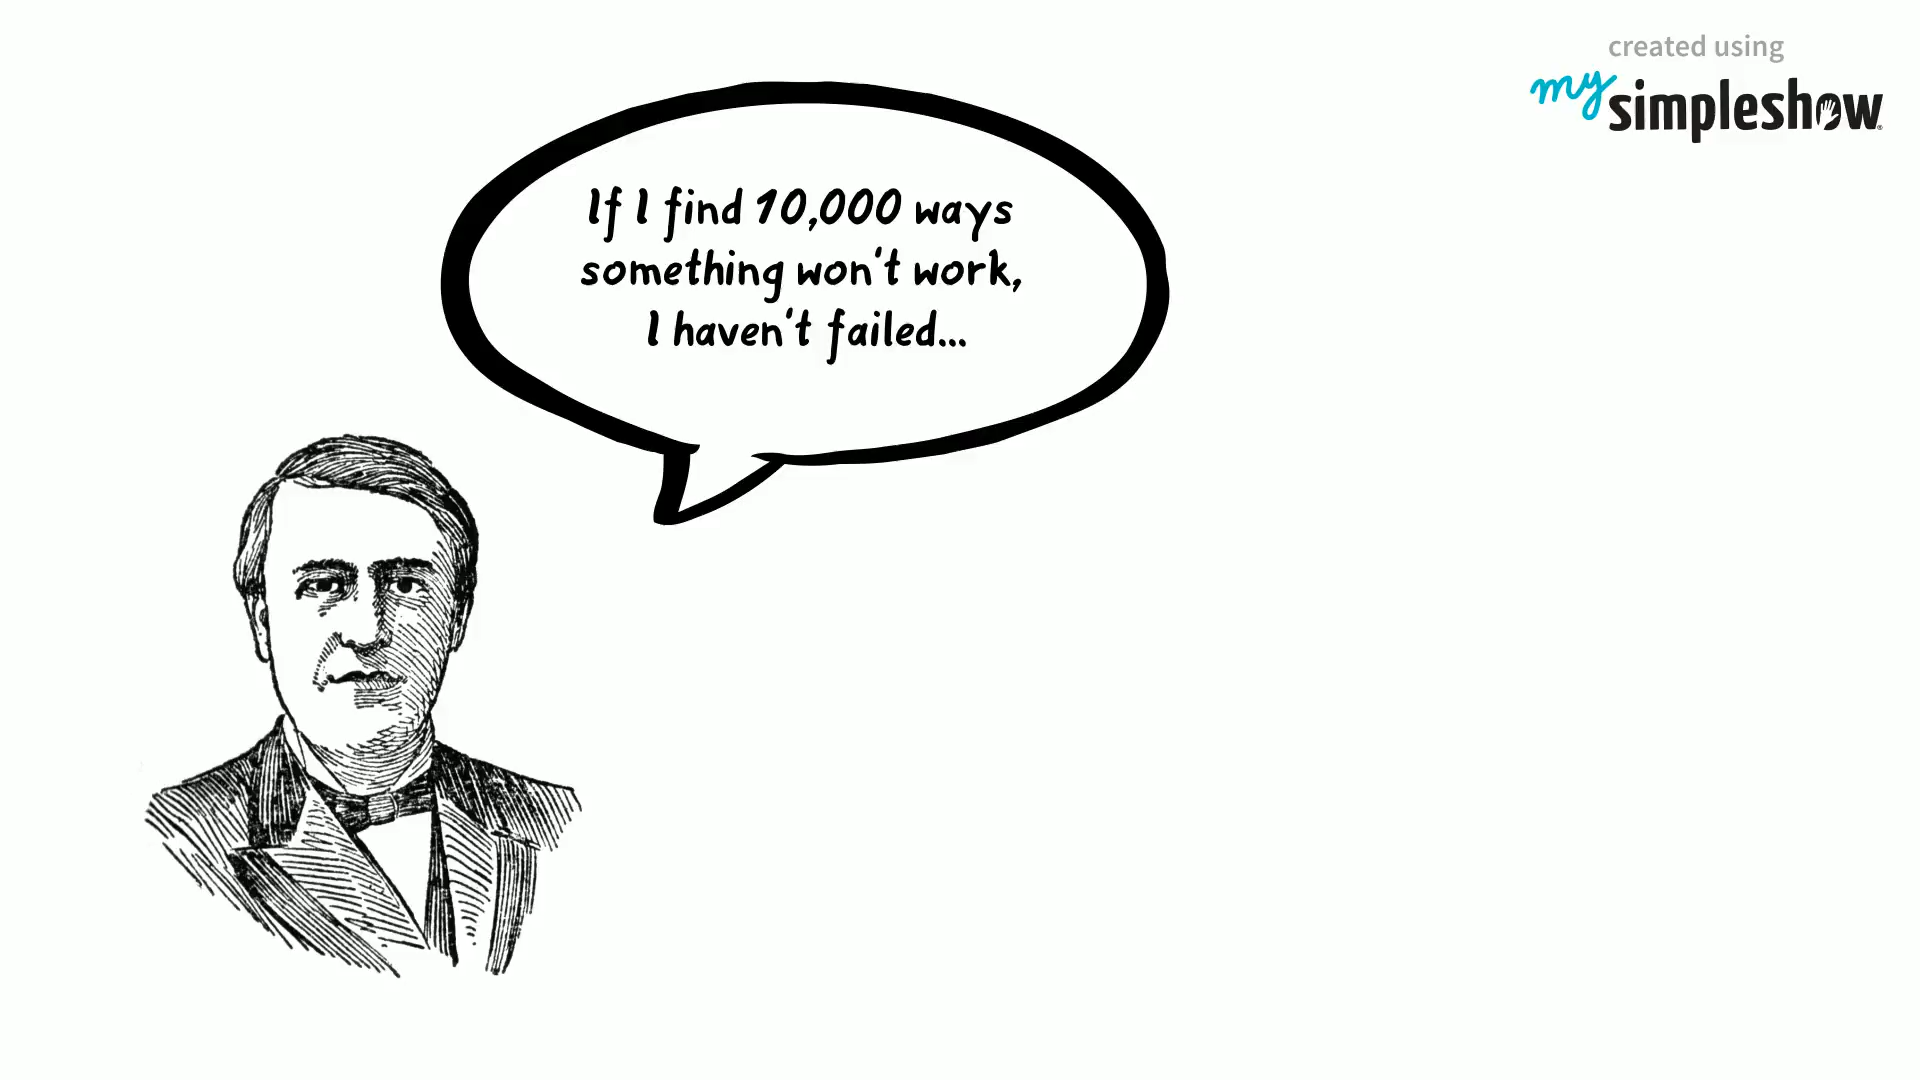 created using
my simpleshow
If I find 10,000 ways
something won't work,
I haven't failed...